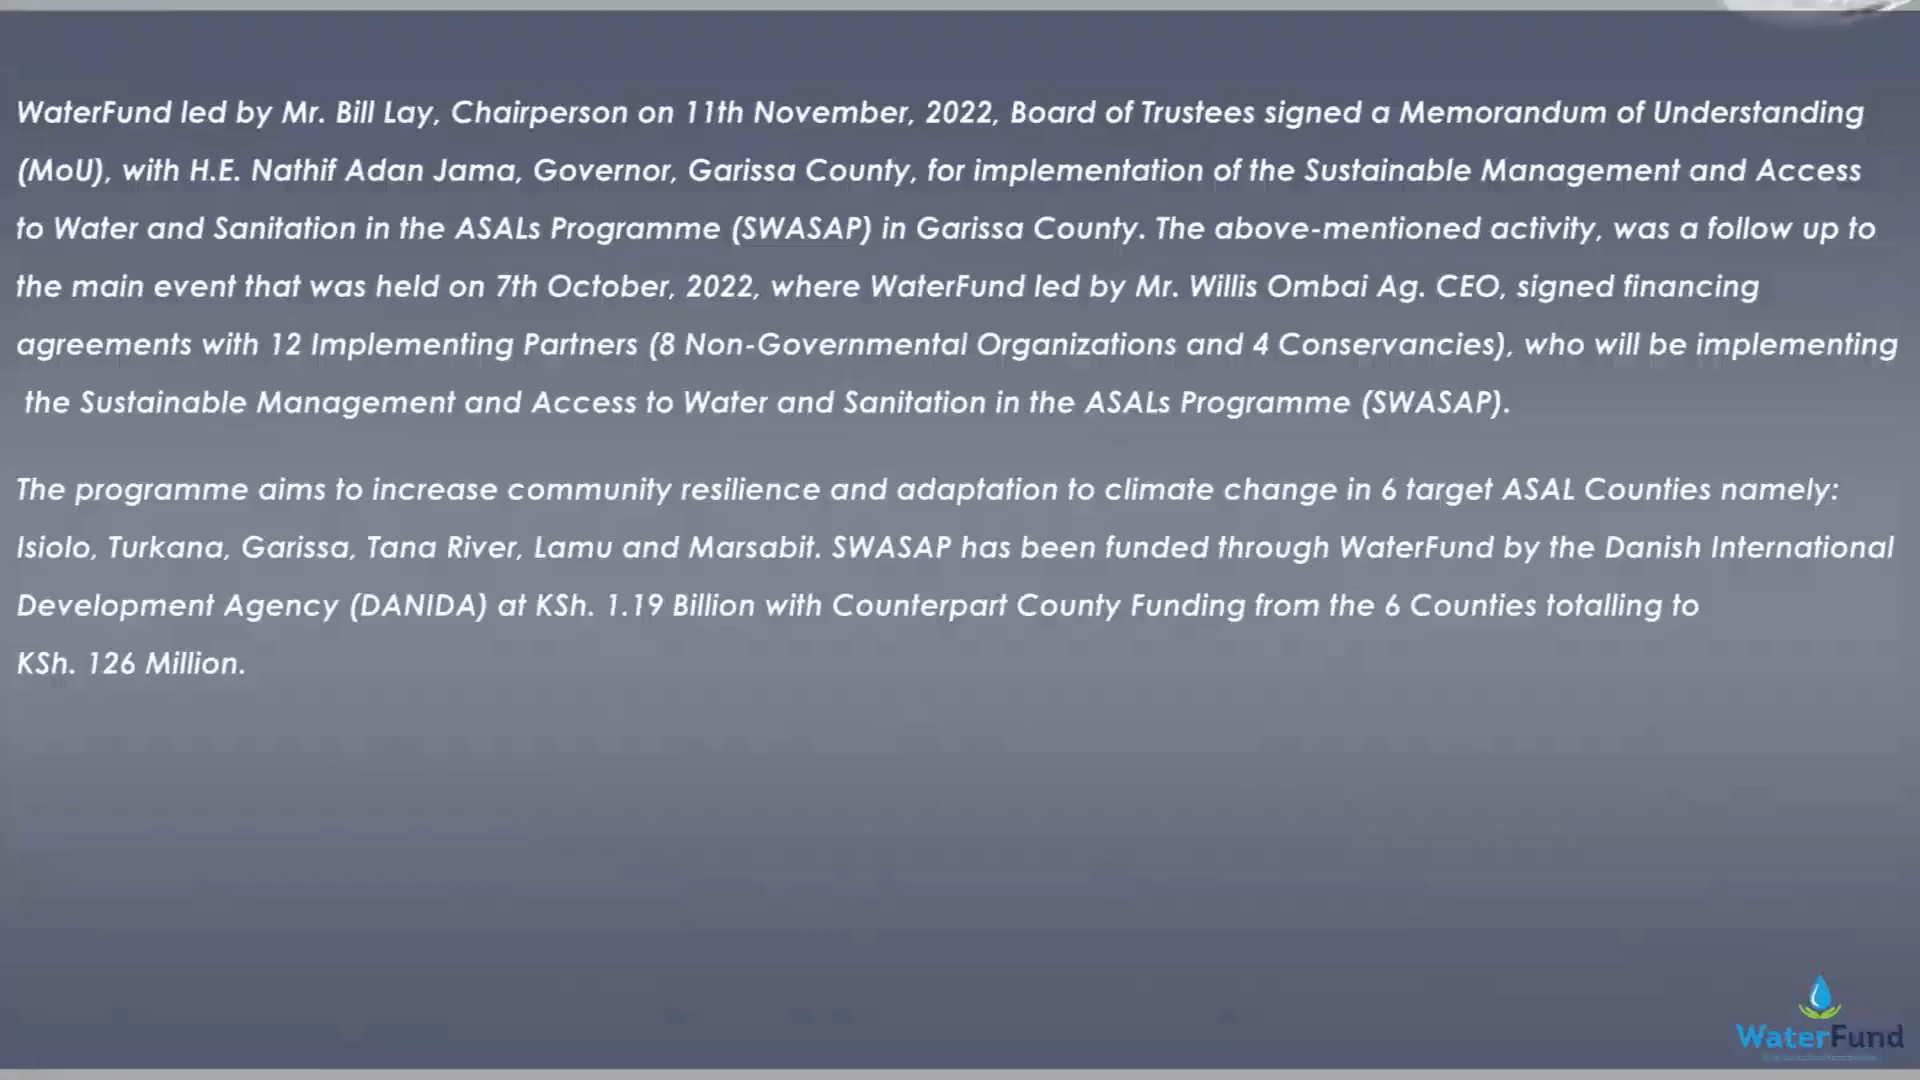 WaterFund led by Mr. Bill Lay, Chairperson on 11th November, 2022, Board of Trustees signed a Memorandum of Understanding
(MoU), with H.E. Nathif Adan Jama, Governor, Garissa County, for implementation of the Sustainable Management and Access
to Water and Sanitation in the ASALs Programme (SWASAP) in Garissa County. The above-mentioned activity, was a follow up to
the main event that was held on 7th October, 2022, where WaterFund led by Mr. Willis Ombai Ag. CEO, signed financing
agreements with 12 Implementing Partners (8 Non-Governmental Organizations and 4 Conservancies), who will be implementing
the Sustainable Management and Access to Water and Sanitation in the ASALs Programme (SWASAP).
The programme aims to increase community resilience and adaptation to climate change in 6 target ASAL Counties namely:
Isiolo, Turkana, Garissa, Tana River, Lamu and Marsabit. SWASAP has been funded through WaterFund by the Danish International
Development Agency (DANIDA) at KSh. 1.19 Billion with Counterpart County Funding from the 6 Counties totalling to
KSh. 126 Million.
WaterFund